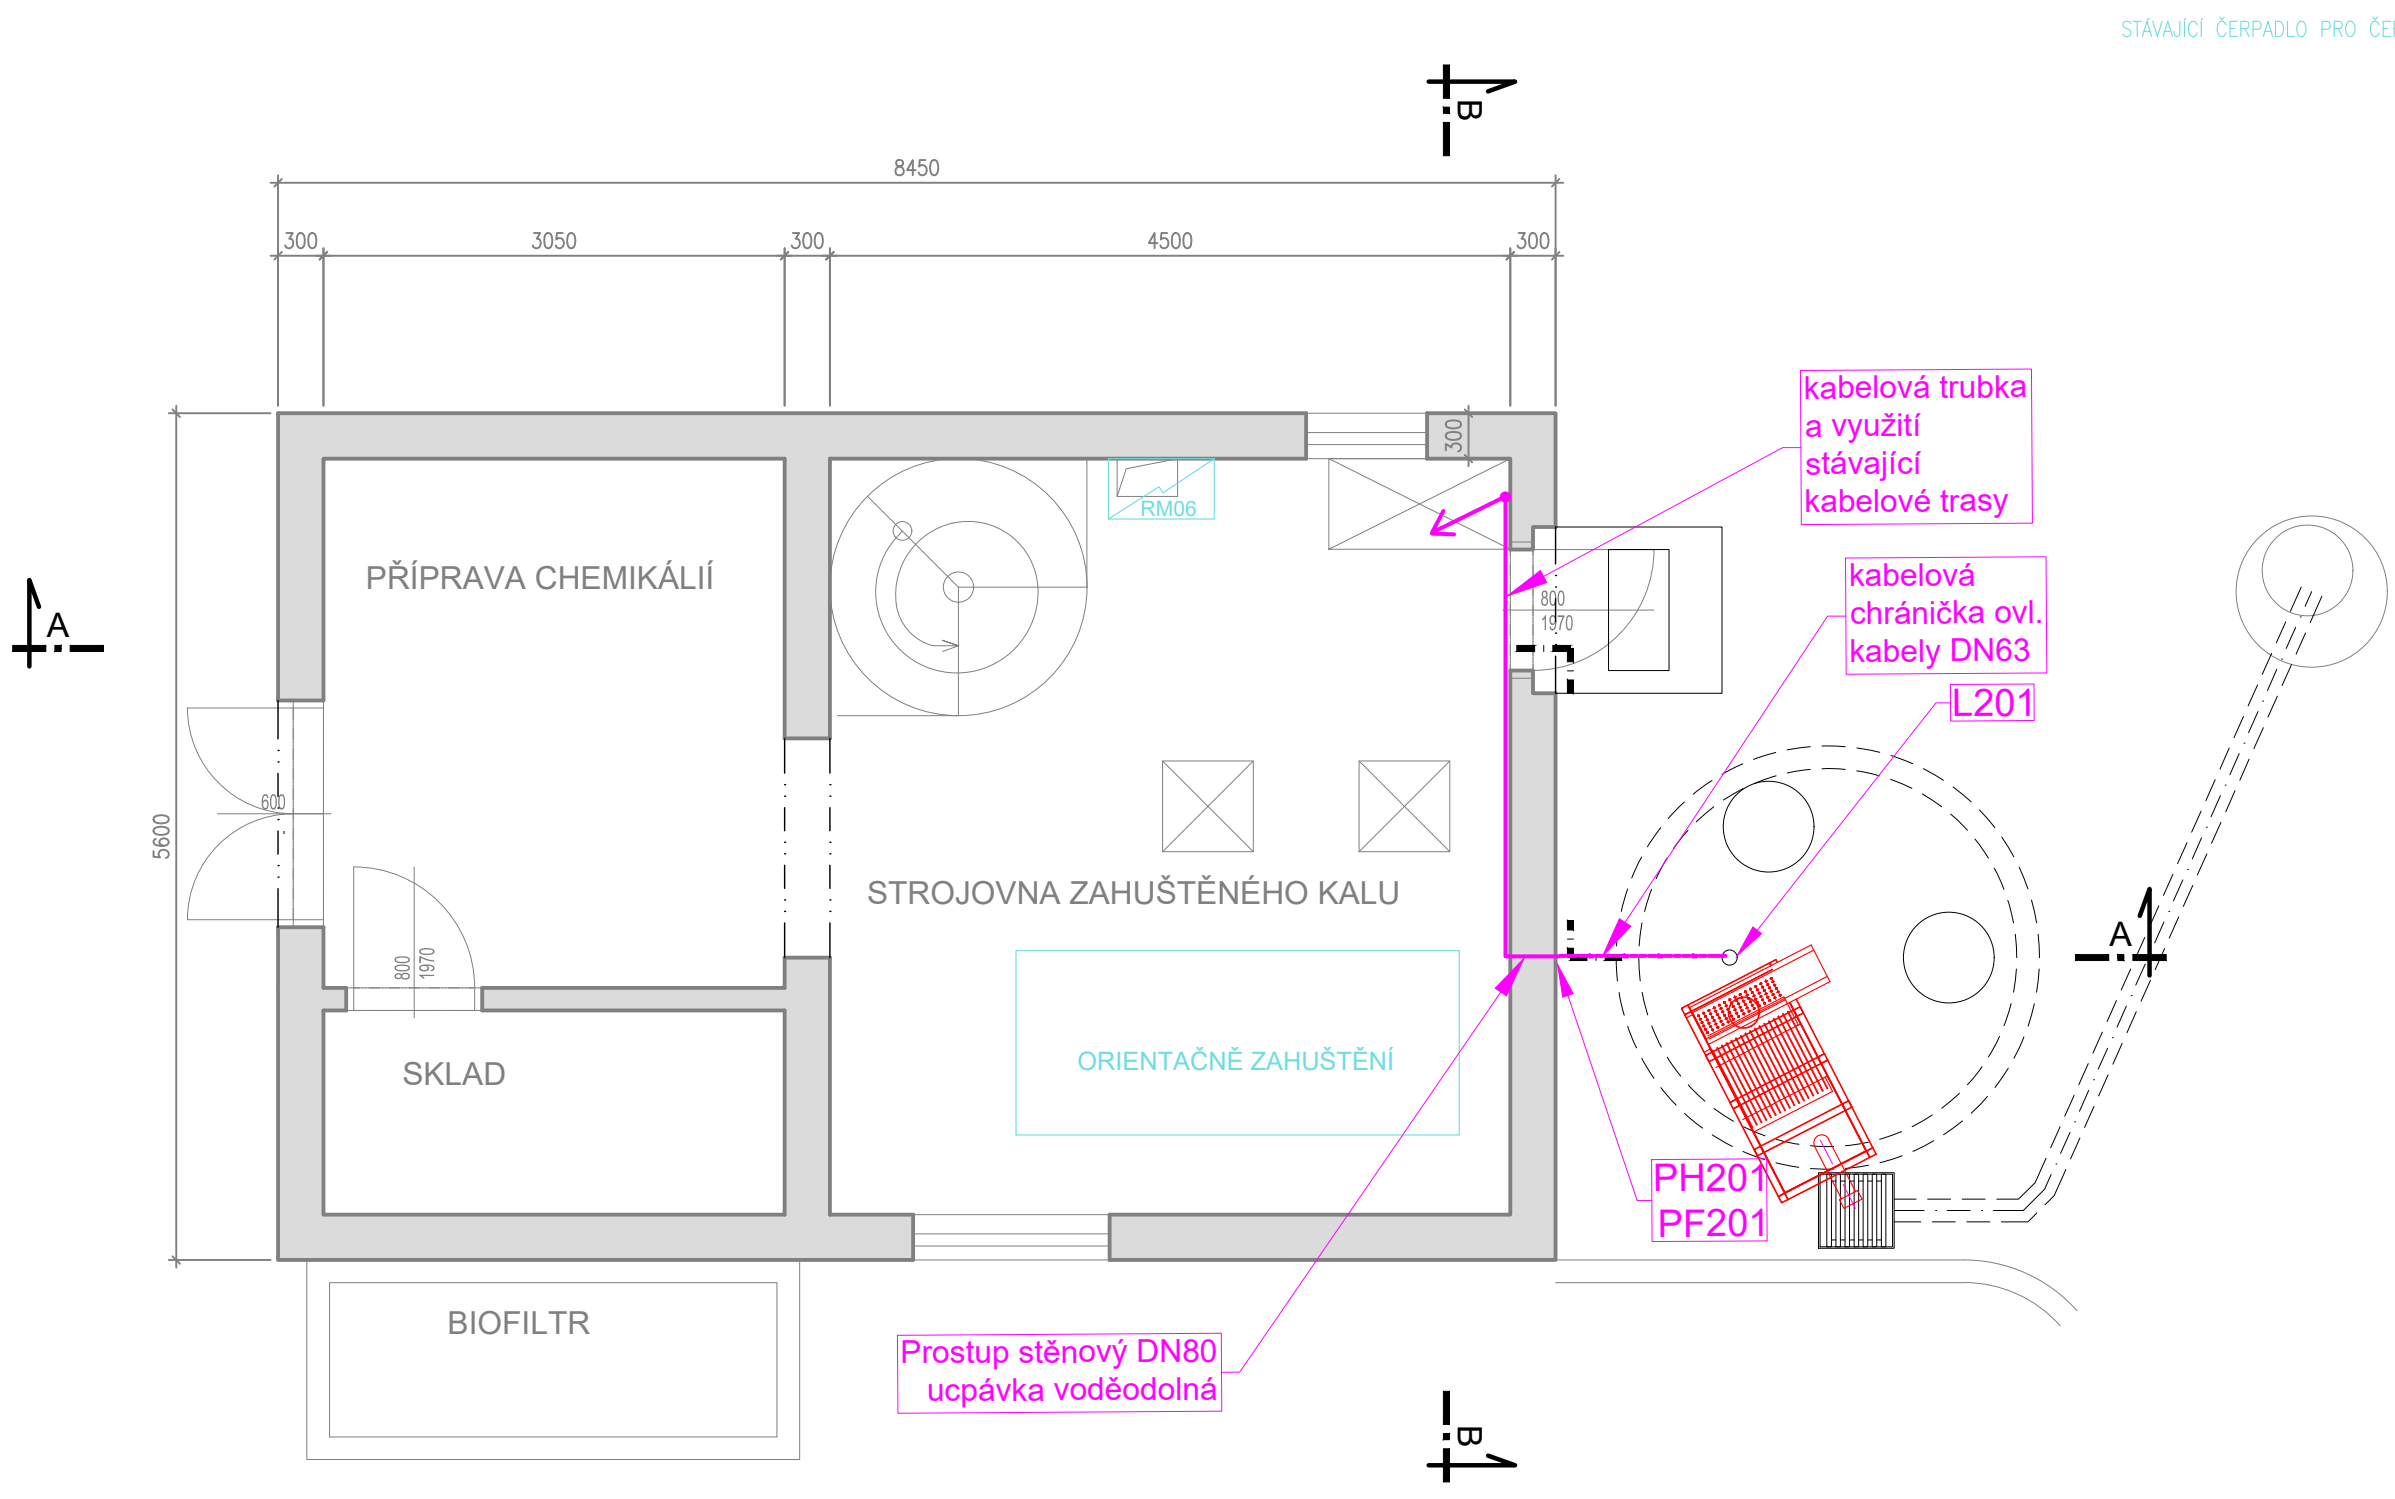 STÁVAJÍCÍ ČERPADLO PRO
B
8450
300
3050
300
4500
300
kabelová trubka
a využití
stávající
kabelové trasy
300
RM06
PŘÍPRAVA CHEMIKÁLIÍ
kabelová
chránička ovl.
kabely DN63
800
1970
A
L201
600
5600
STROJOVNA ZAHUŠTĚNÉHO KALU
A
800
1970
ORIENTAČNĚ ZAHUŠTĚNÍ
SKLAD
PH201
PF201
BIOFILTR
Prostup stěnový DN80
ucpávka voděodolná
B